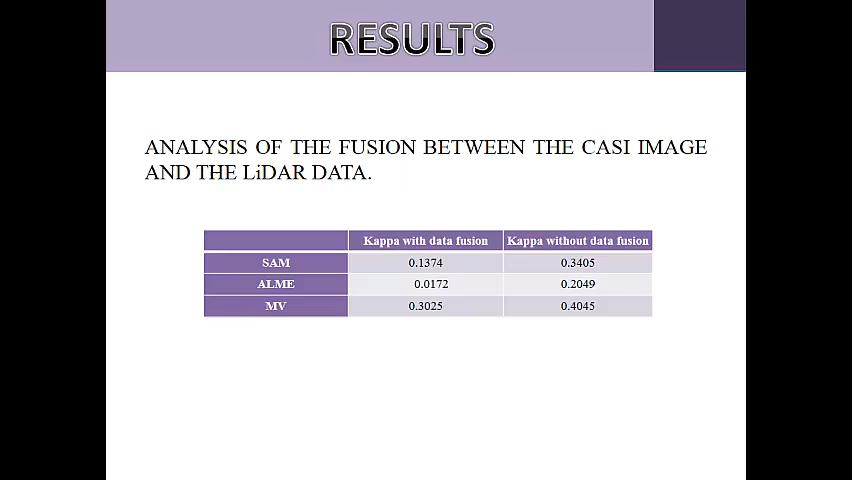 RESULTS
ANALYSIS OF THE FUSION BETWEEN THE CASI IMAGE
AND THE LiDAR DATA.
Kappa with data fusion Kappa without data fusion
SAM 0.1374 0.3405
ALME 0.0172 0.2049
MV 0.3025 0.4045